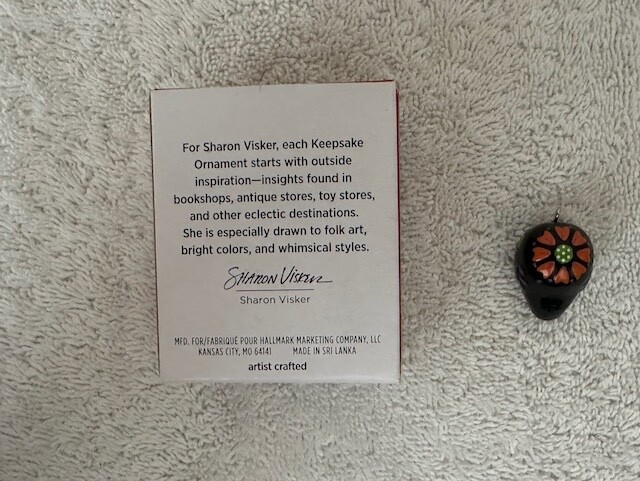 For Sharon Visker, each Keepsake
Ornament starts with outside
inspiration—insights found in
bookshops, antique stores, toy stores,
and other eclectic destinations.
She is especially drawn to folk art,
bright colors, and whimsical styles.
Sharon Visker
Sharon Visker
MFD. FOR/FABRIQUÉ POUR HALLMARK MARKETING COMPANY, LLC
KANSAS CITY, MO 64141 MADE IN SRI LANKA
artist crafted